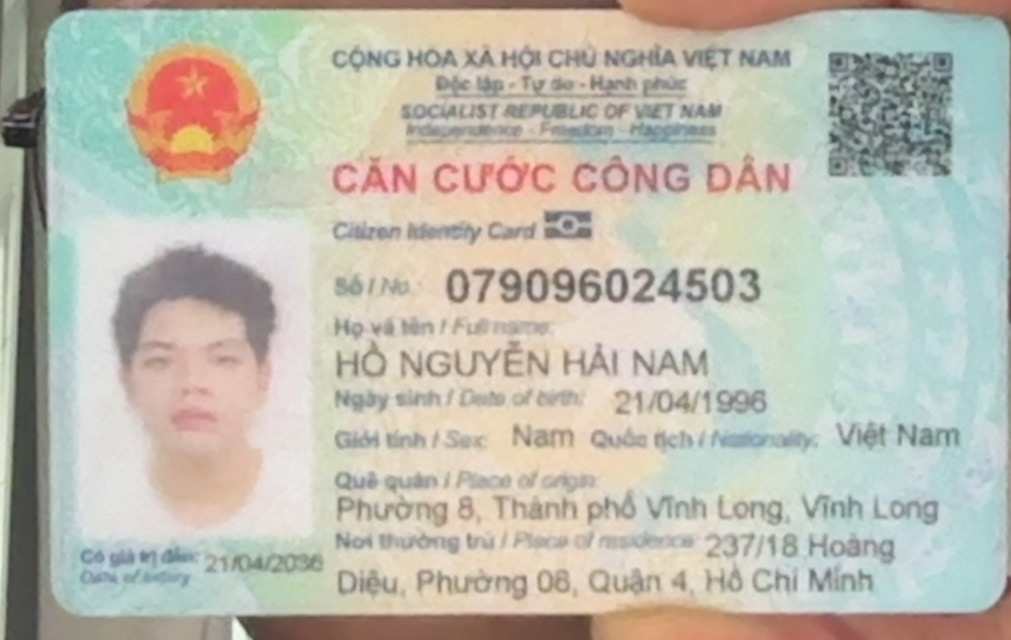 CỘNG HÒA XÃ HỘI CHỦ NGHĨA VIỆT NAM
Độc lập - Tự do - Hạnh phúc
SOCIALIST REPUBLIC OF VIET NAM
Independence - Freedom - Happiness
CĂN CƯỚC CÔNG DÂN
Citizen Identity Card
Số / No.: 079096024503
Họ và tên / Full name:
HỒ NGUYỄN HẢI NAM
Ngày sinh / Date of birth: 21/04/1996
Giới tính / Sex: Nam Quốc tịch / Nationality: Việt Nam
Quê quán / Place of origin:
Phường 8, Thành phố Vĩnh Long, Vĩnh Long
Nơi thường trú / Place of residence: 237/18 Hoàng
Diệu, Phường 08, Quận 4, Hồ Chí Minh
Có giá trị đến: 21/04/2036
Date of expiry